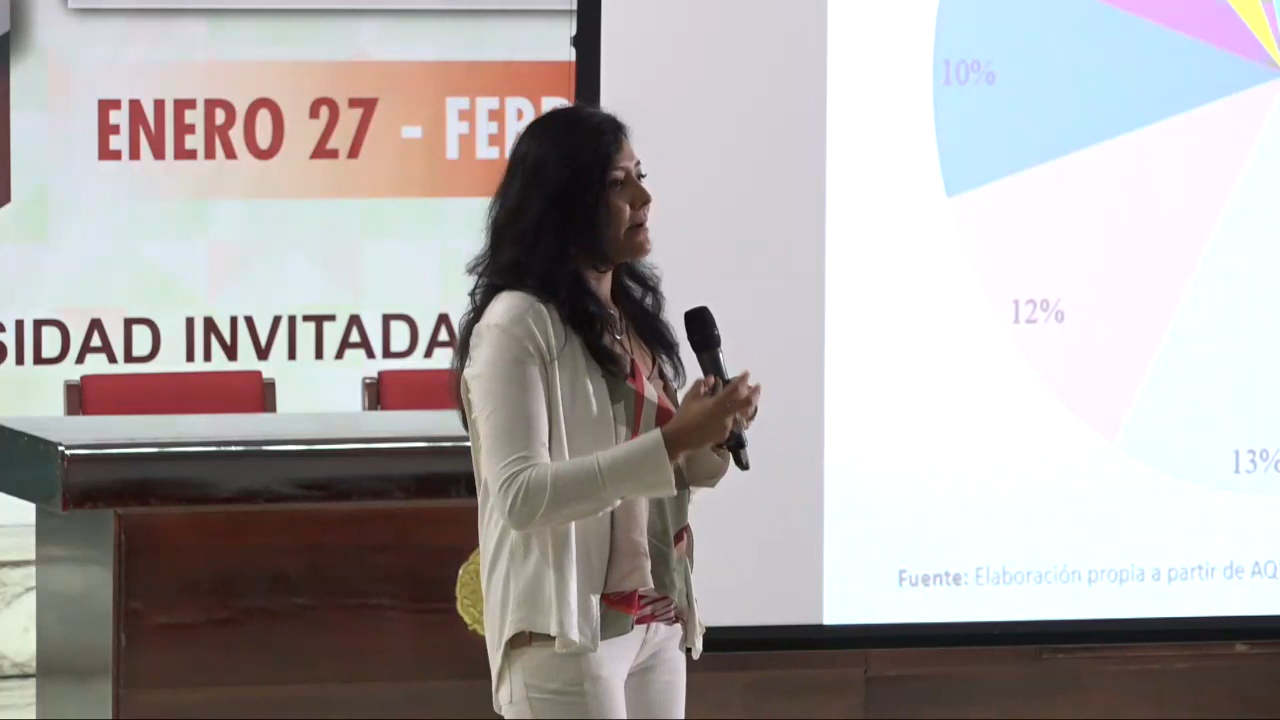 ENERO 27 - FEB
SIDAD INVITADA
10%
12%
13%
Fuente: Elaboración propia a partir de AQ